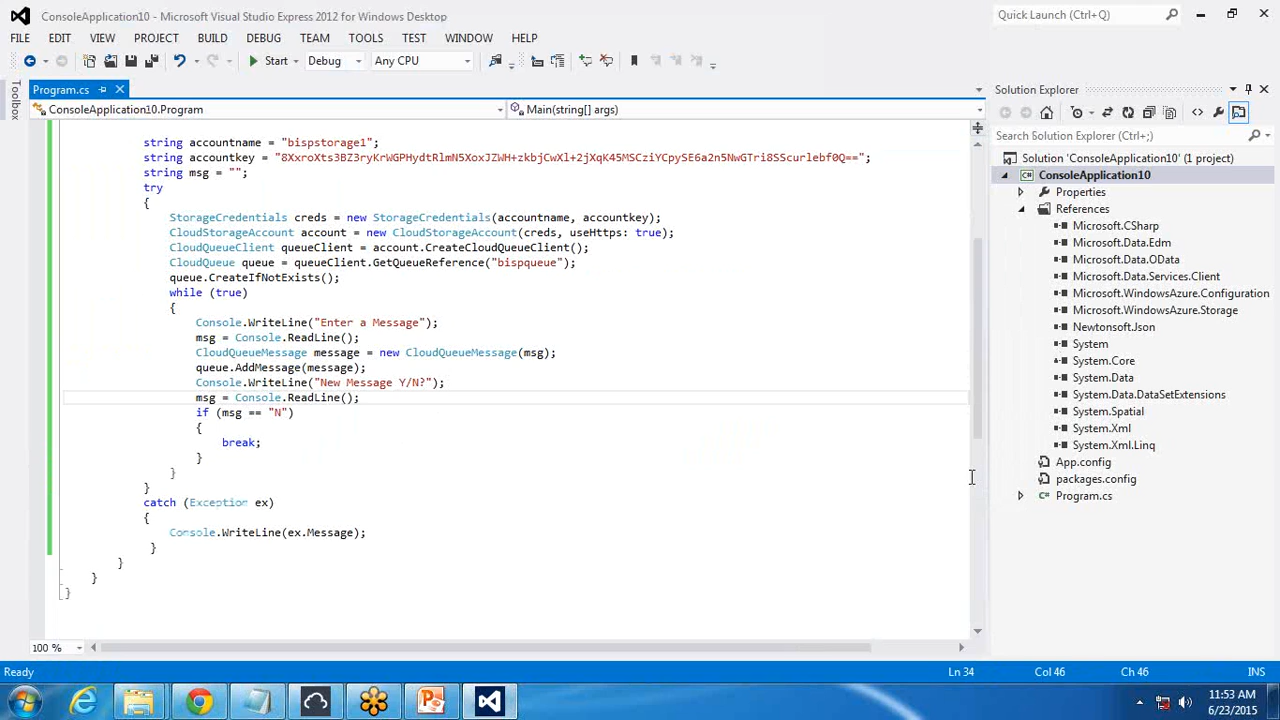 ConsoleApplication10 - Microsoft Visual Studio Express 2012 for Windows Desktop
Quick Launch (Ctrl+Q)
FILE EDIT VIEW PROJECT BUILD DEBUG TEAM TOOLS TEST WINDOW HELP
Start Debug Any CPU
Toolbox
Program.cs
ConsoleApplication10.Program
Main(string[] args)
string accountname = "bispstorage1";
string accountkey = "8XxroXts3BZ3ryKrWGPHydtRlmN5XoxJZWH+zkbjCwXl+2jXqK45MSCziYCpySE6a2n5NwGTri8SScurlebf0Q==";
string msg = "";
try
{
StorageCredentials creds = new StorageCredentials(accountname, accountkey);
CloudStorageAccount account = new CloudStorageAccount(creds, useHttps: true);
CloudQueueClient queueClient = account.CreateCloudQueueClient();
CloudQueue queue = queueClient.GetQueueReference("bispqueue");
queue.CreateIfNotExists();
while (true)
{
Console.WriteLine("Enter a Message");
msg = Console.ReadLine();
CloudQueueMessage message = new CloudQueueMessage(msg);
queue.AddMessage(message);
Console.WriteLine("New Message Y/N?");
msg = Console.ReadLine();
if (msg == "N")
{
break;
}
}
}
catch (Exception ex)
{
Console.WriteLine(ex.Message);
}
}
}
}
100 %
Solution Explorer
Search Solution Explorer (Ctrl+;)
Solution 'ConsoleApplication10' (1 project)
ConsoleApplication10
Properties
References
Microsoft.CSharp
Microsoft.Data.Edm
Microsoft.Data.OData
Microsoft.Data.Services.Client
Microsoft.WindowsAzure.Configuration
Microsoft.WindowsAzure.Storage
Newtonsoft.Json
System
System.Core
System.Data
System.Data.DataSetExtensions
System.Spatial
System.Xml
System.Xml.Linq
App.config
packages.config
Program.cs
Ready Ln 34 Col 46 Ch 46 INS
11:53 AM
6/23/2015